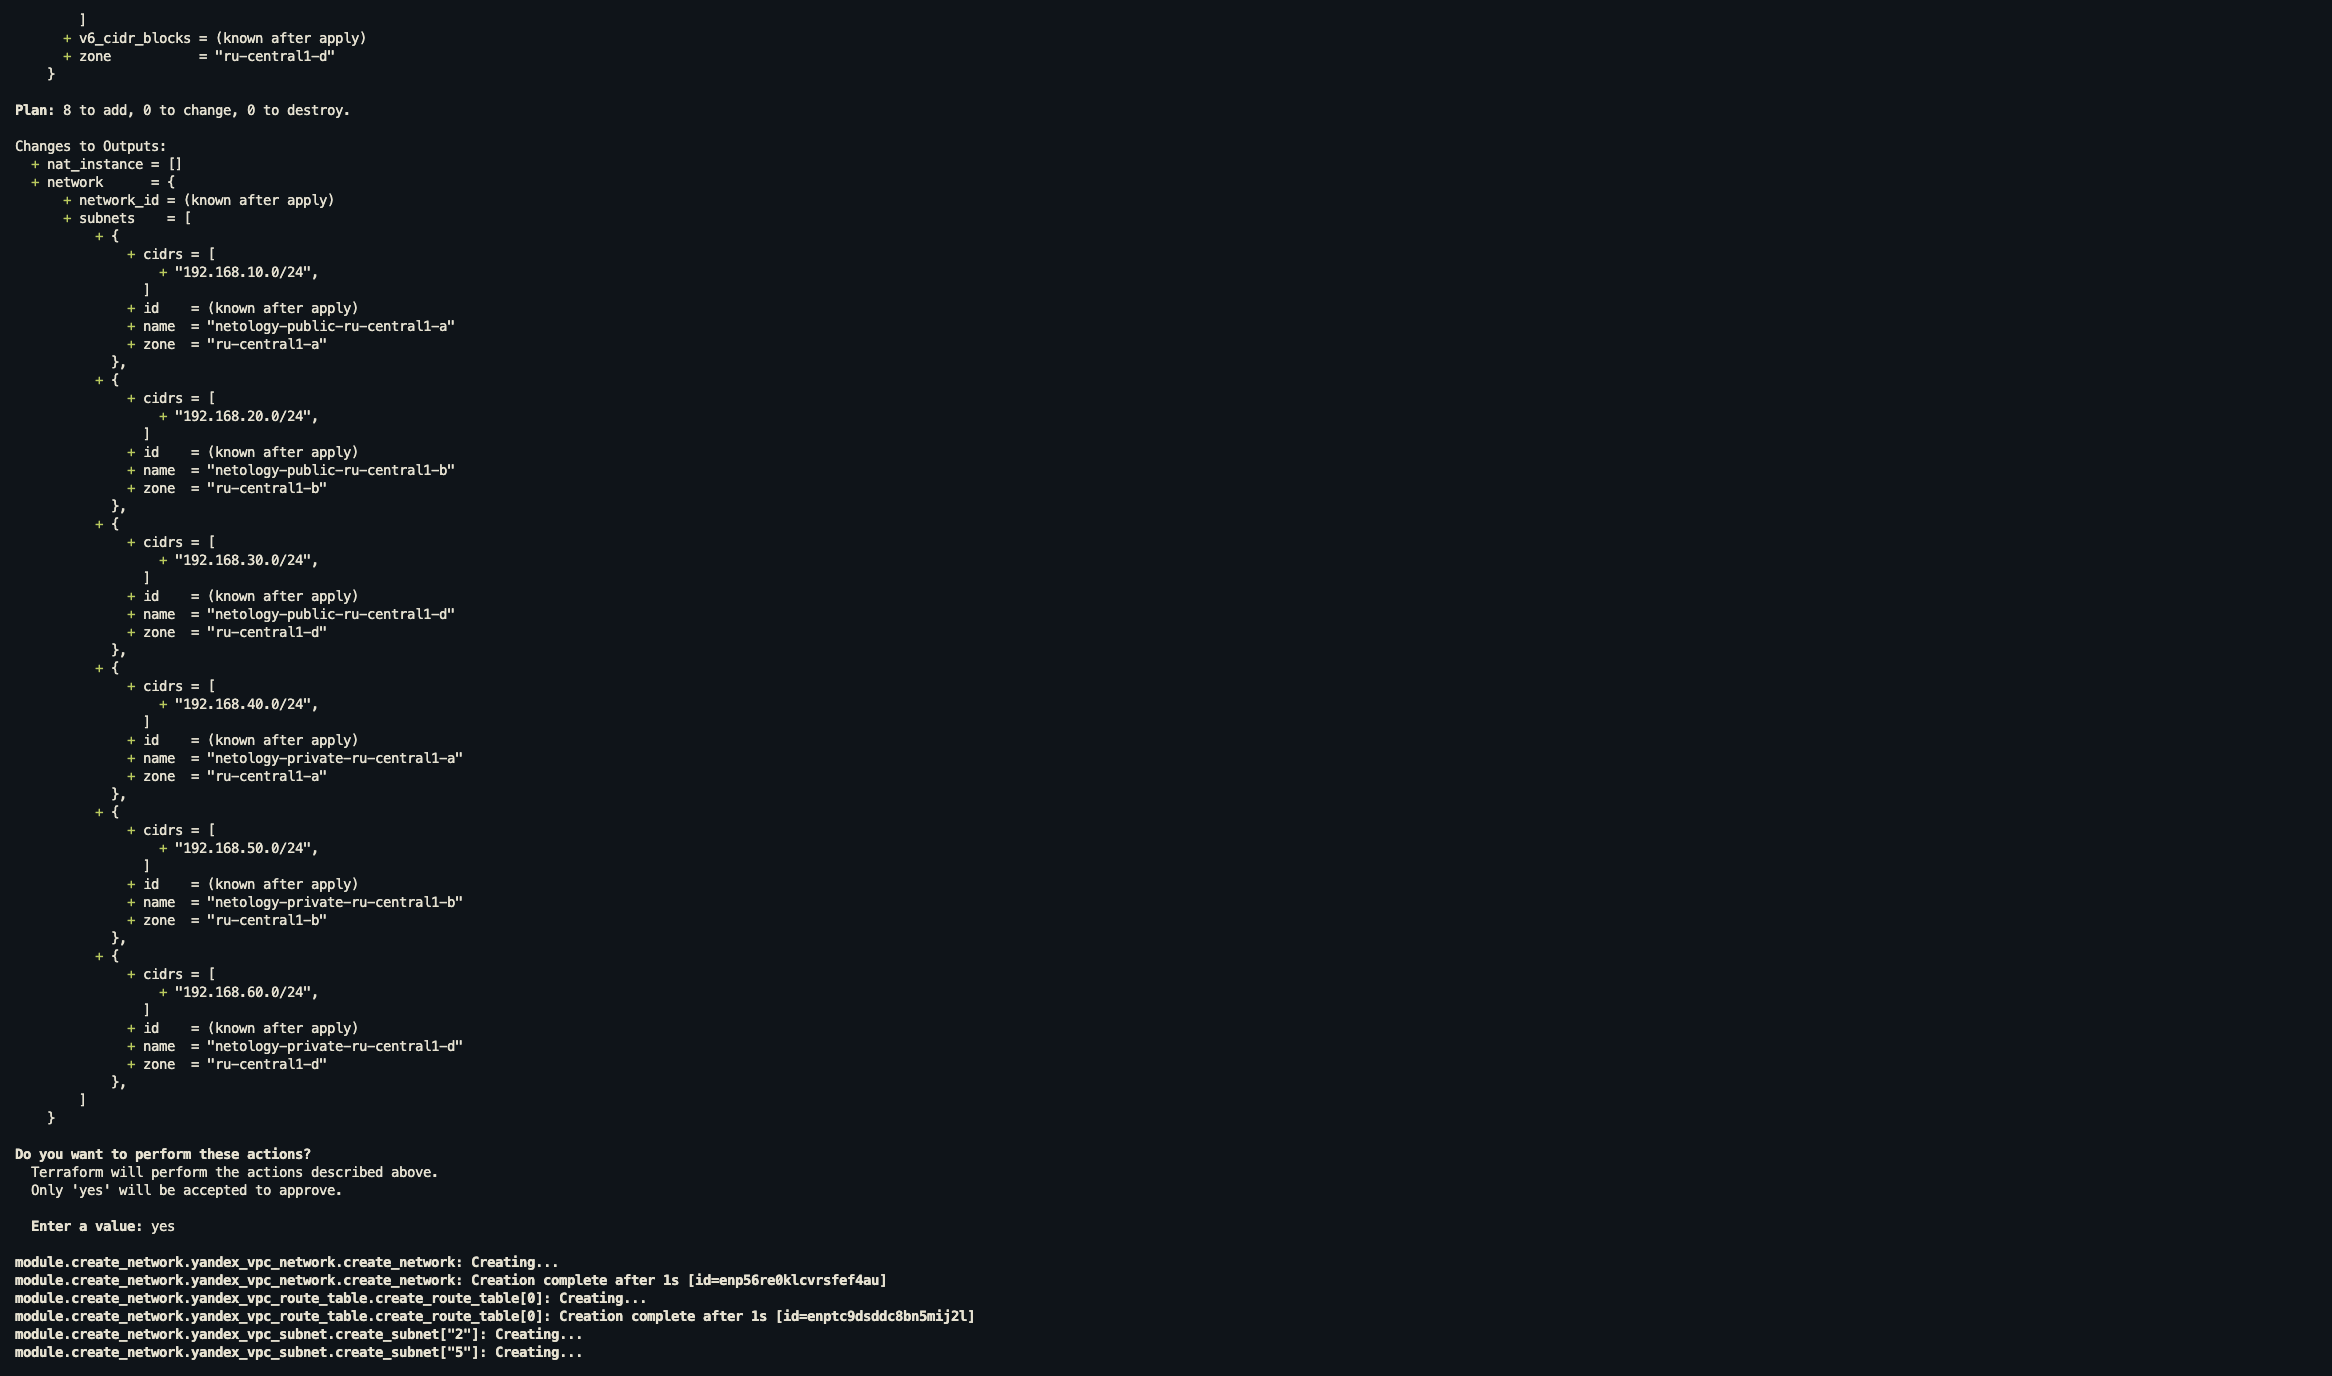 ]
      + v6_cidr_blocks = (known after apply)
      + zone           = "ru-central1-d"
    }

Plan: 8 to add, 0 to change, 0 to destroy.

Changes to Outputs:
  + nat_instance = []
  + network      = {
      + network_id = (known after apply)
      + subnets    = [
          + {
              + cidrs = [
                  + "192.168.10.0/24",
                ]
              + id    = (known after apply)
              + name  = "netology-public-ru-central1-a"
              + zone  = "ru-central1-a"
            },
          + {
              + cidrs = [
                  + "192.168.20.0/24",
                ]
              + id    = (known after apply)
              + name  = "netology-public-ru-central1-b"
              + zone  = "ru-central1-b"
            },
          + {
              + cidrs = [
                  + "192.168.30.0/24",
                ]
              + id    = (known after apply)
              + name  = "netology-public-ru-central1-d"
              + zone  = "ru-central1-d"
            },
          + {
              + cidrs = [
                  + "192.168.40.0/24",
                ]
              + id    = (known after apply)
              + name  = "netology-private-ru-central1-a"
              + zone  = "ru-central1-a"
            },
          + {
              + cidrs = [
                  + "192.168.50.0/24",
                ]
              + id    = (known after apply)
              + name  = "netology-private-ru-central1-b"
              + zone  = "ru-central1-b"
            },
          + {
              + cidrs = [
                  + "192.168.60.0/24",
                ]
              + id    = (known after apply)
              + name  = "netology-private-ru-central1-d"
              + zone  = "ru-central1-d"
            },
        ]
    }

Do you want to perform these actions?
  Terraform will perform the actions described above.
  Only 'yes' will be accepted to approve.

  Enter a value: yes

module.create_network.yandex_vpc_network.create_network: Creating...
module.create_network.yandex_vpc_network.create_network: Creation complete after 1s [id=enp56re0klcvrsfef4au]
module.create_network.yandex_vpc_route_table.create_route_table[0]: Creating...
module.create_network.yandex_vpc_route_table.create_route_table[0]: Creation complete after 1s [id=enptc9dsddc8bn5mij2l]
module.create_network.yandex_vpc_subnet.create_subnet["2"]: Creating...
module.create_network.yandex_vpc_subnet.create_subnet["5"]: Creating...